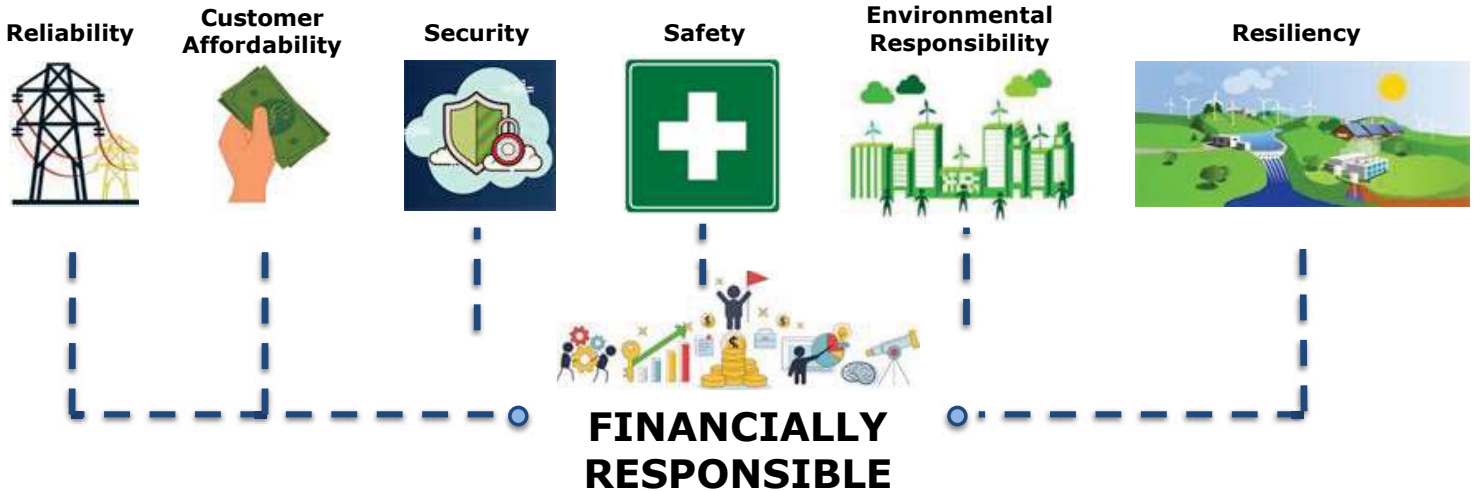 Reliability
Customer
Affordability
Security
Safety
Environmental
Responsibility
Resiliency
FINANCIALLY
RESPONSIBLE